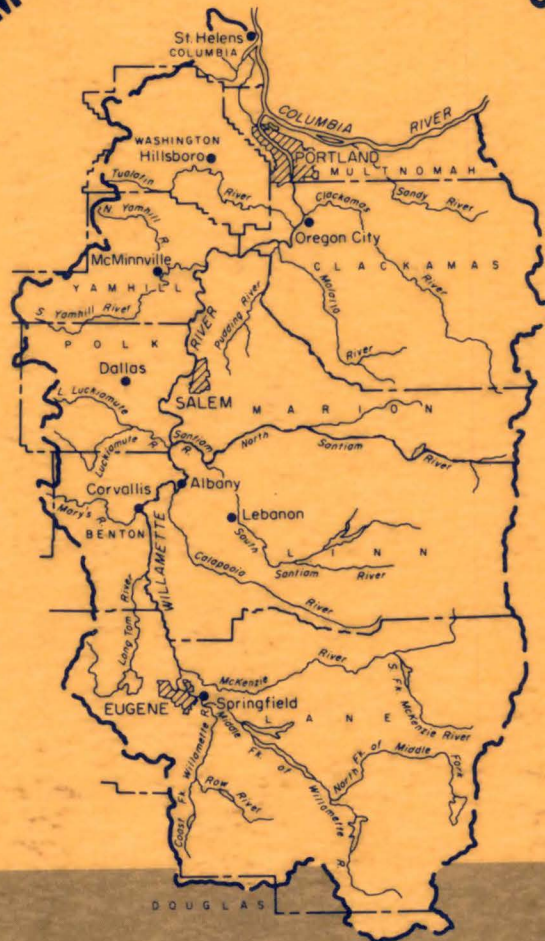 St. Helens
COLUMBIA
COLUMBIA RIVER
WASHINGTON
Hillsboro
PORTLAND
MULTNOMAH
Tualatin River
Clackamas River
Sandy River
N. Yamhill R.
Oregon City
McMinnville
CLACKAMAS
YAMHILL
S. Yamhill River
Pudding River
Molalla River
POLK
RIVER
Dallas
SALEM
L. Luckiamute
MARION
Luckiamute R.
Santiam R.
North Santiam River
Corvallis
Albany
Mary's R.
Lebanon
BENTON
WILLAMETTE
South Santiam River
LINN
Calapooia River
Long Tom River
McKenzie River
EUGENE
Springfield
LANE
S. Fk. McKenzie River
Coast Fk. Willamette R.
Middle Fk. of Willamette R.
North Fk. of Middle Fork
Row River
DOUGLAS